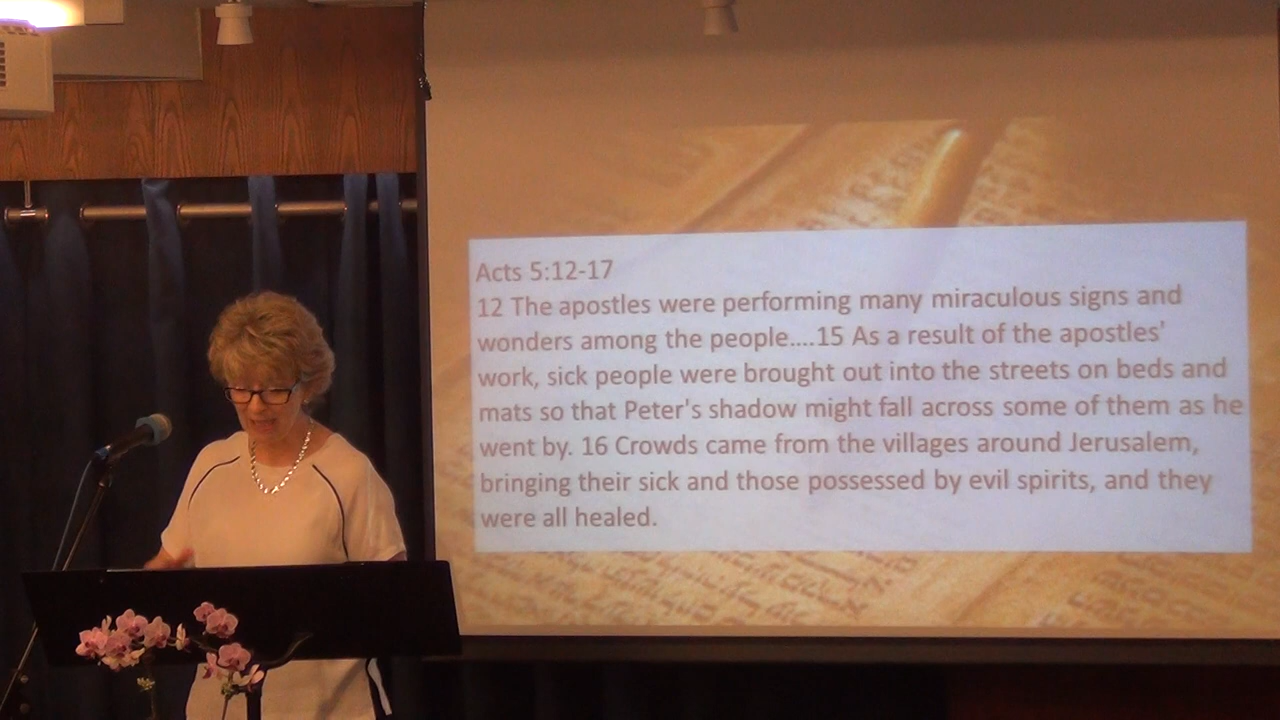 Acts 5:12-17
12 The apostles were performing many miraculous signs and
wonders among the people....15 As a result of the apostles'
work, sick people were brought out into the streets on beds and
mats so that Peter's shadow might fall across some of them as he
went by. 16 Crowds came from the villages around Jerusalem,
bringing their sick and those possessed by evil spirits, and they
were all healed.